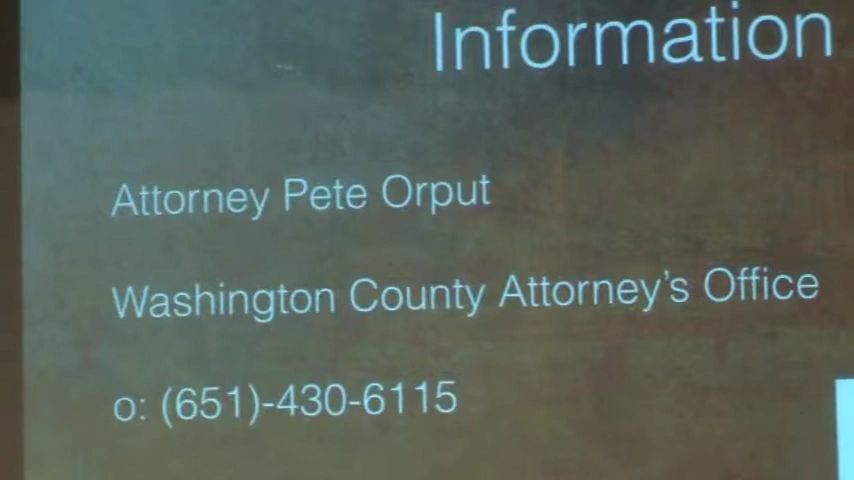 Information
Attorney Pete Orput
Washington County Attorney's Office
o: (651)-430-6115